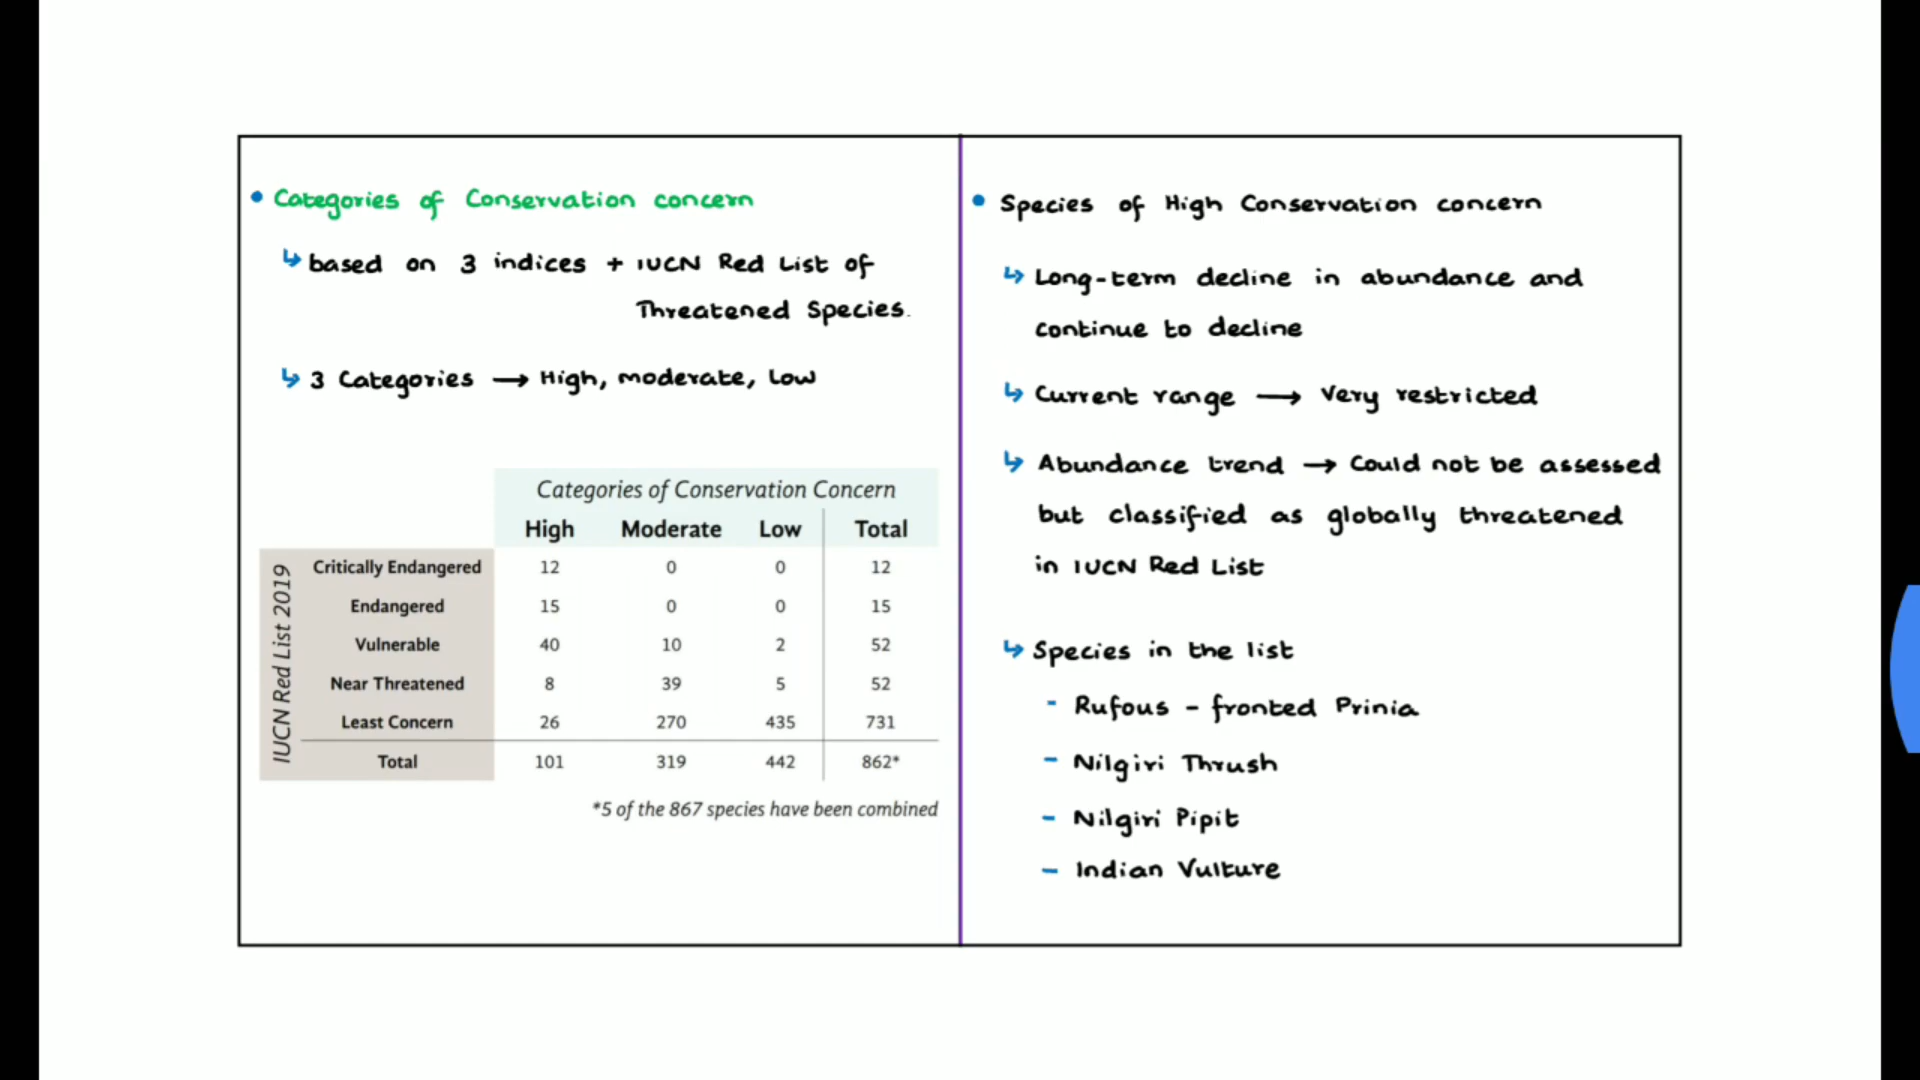 • Categories of Conservation concern
↳ based on 3 indices + IUCN Red List of
Threatened Species.
↳ 3 Categories → High, moderate, Low
Categories of Conservation Concern
High Moderate Low Total
IUCN Red List 2019
Critically Endangered 12 0 0 12
Endangered 15 0 0 15
Vulnerable 40 10 2 52
Near Threatened 8 39 5 52
Least Concern 26 270 435 731
Total 101 319 442 862*
*5 of the 867 species have been combined
• Species of High Conservation concern
↳ Long-term decline in abundance and
continue to decline
↳ Current range → Very restricted
↳ Abundance trend → Could not be assessed
but classified as globally threatened
in IUCN Red List
↳ Species in the list
- Rufous - fronted Prinia
- Nilgiri Thrush
- Nilgiri Pipit
- Indian Vulture